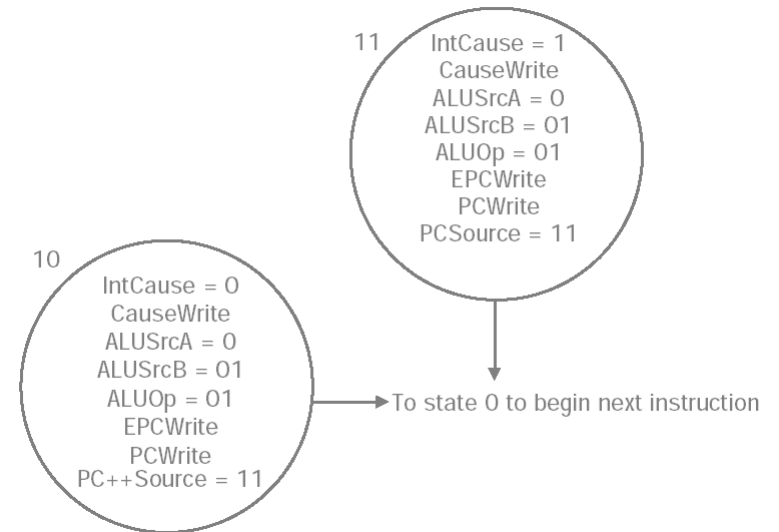 11
IntCause = 1
CauseWrite
ALUSrcA = 0
ALUSrcB = 01
ALUOp = 01
EPCWrite
PCWrite
PCSource = 11
10
IntCause = 0
CauseWrite
ALUSrcA = 0
ALUSrcB = 01
ALUOp = 01
EPCWrite
PCWrite
PC++Source = 11
To state 0 to begin next instruction